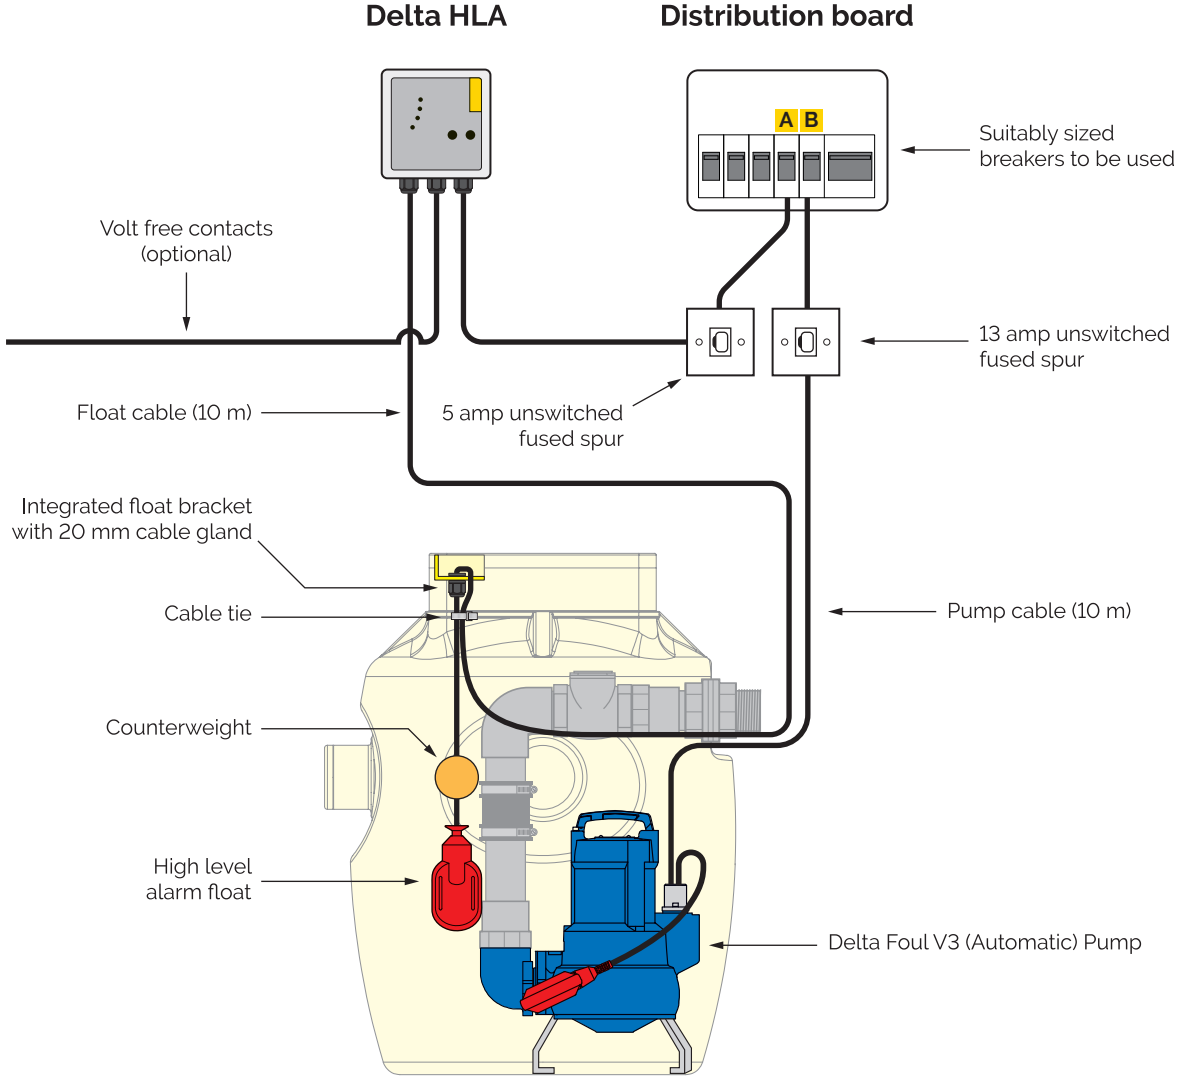 Delta HLA
Distribution board
A B
Suitably sized
breakers to be used
Volt free contacts
(optional)
13 amp unswitched
fused spur
Float cable (10 m)
5 amp unswitched
fused spur
Integrated float bracket
with 20 mm cable gland
Cable tie
Pump cable (10 m)
Counterweight
High level
alarm float
Delta Foul V3 (Automatic) Pump